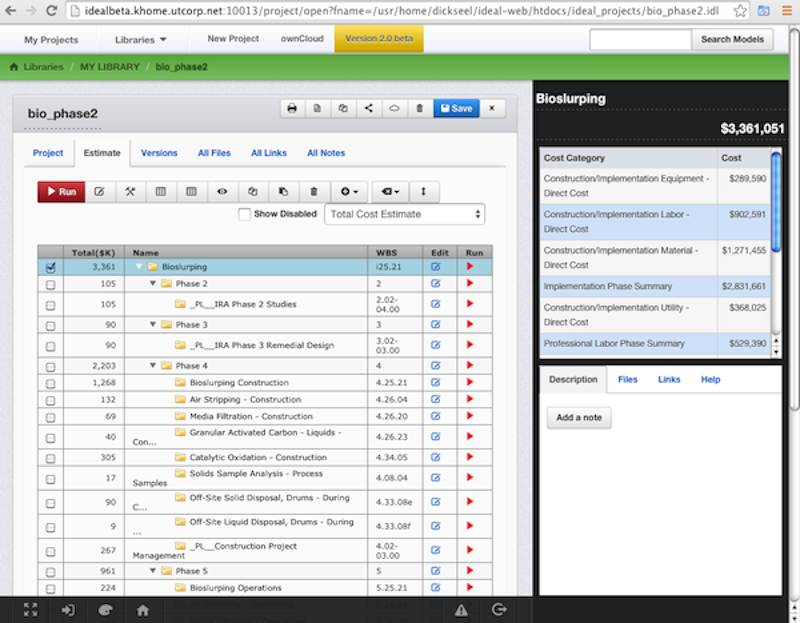 idealbeta.khome.utcorp.net:10013/project/open?fname=/usr/home/dickseel/ideal-web/htdocs/ideal_projects/bio_phase2.idl
My Projects Libraries New Project ownCloud Version 2.0 beta Search Models
Libraries / MY LIBRARY / bio_phase2
bio_phase2 Save x
Project Estimate Versions All Files All Links All Notes
Run
Show Disabled Total Cost Estimate
Total($K) Name WBS Edit Run
3,361 Bioslurping i25.21
105 Phase 2 2
105 _PL__IRA Phase 2 Studies 2.02-
04.00
90 Phase 3 3
90 _PL__IRA Phase 3 Remedial Design 3.02-
03.00
2,203 Phase 4 4
1,268 Bioslurping Construction 4.25.21
132 Air Stripping - Construction 4.26.04
69 Media Filtration - Construction 4.26.20
40 Granular Activated Carbon - Liquids - 4.26.23
Con...
305 Catalytic Oxidation - Construction 4.34.05
17 Solids Sample Analysis - Process 4.08.04
Samples
90 Off-Site Solid Disposal, Drums - During 4.33.08e
C...
9 Off-Site Liquid Disposal, Drums - During 4.33.08f
...
267 _PL__Construction Project 4.02-
Management 03.00
961 Phase 5 5
224 Bioslurping Operations 5.25.21
Bioslurping
$3,361,051
Cost Category Cost
Construction/Implementation Equipment - $289,590
Direct Cost
Construction/Implementation Labor - $902,591
Direct Cost
Construction/Implementation Material - $1,271,455
Direct Cost
Implementation Phase Summary $2,831,661
Construction/Implementation Utility - $368,025
Direct Cost
Professional Labor Phase Summary $529,390
Description Files Links Help
Add a note